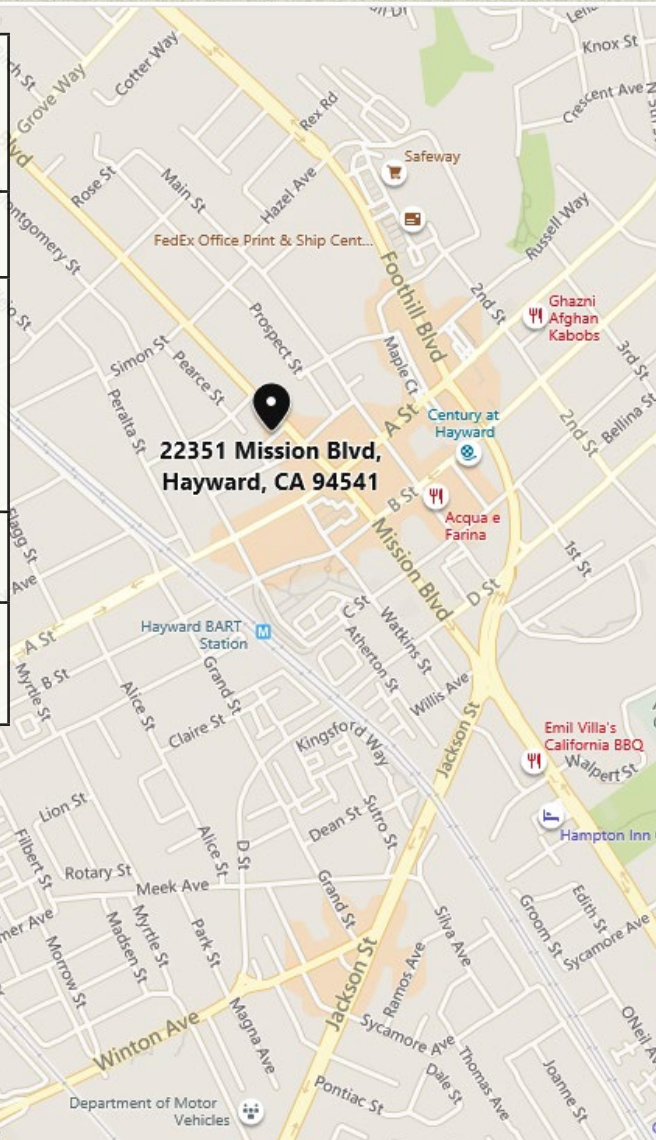 Knox St
Cotter Way
Grove Way
Crescent Ave
Rex Rd
Safeway
Rose St
Main St
Hazel Ave
Russell Way
FedEx Office Print & Ship Cent...
Foothill Blvd
2nd St
Ghazni
Afghan
Kabobs
Prospect St
Maple Ct
3rd St
Simon St
Pearce St
Peralta St
A St
Century at
Hayward
2nd St
Bellina St
22351 Mission Blvd,
Hayward, CA 94541
B St
Acqua e
Farina
Mission Blvd
1st St
D St
C St
Watkins St
Hayward BART
Station
Atherton St
A St
B St
Myrtle St
Alice St
Grand St
Willis Ave
Claire St
Kingsford Way
Jackson St
Emil Villa's
California BBQ
Walpert St
Lion St
Sutro St
Dean St
Hampton Inn
Filbert St
Alice St
D St
Rotary St
Meek Ave
Grand St
Edith St
Groom St
Silva Ave
Sycamore Ave
Myrtle St
Madsen St
Park St
Morrow St
Jackson St
Ramos Ave
Winton Ave
Magna Ave
Sycamore Ave
Thomas Ave
Dale St
Joanne St
Pontiac St
Department of Motor
Vehicles